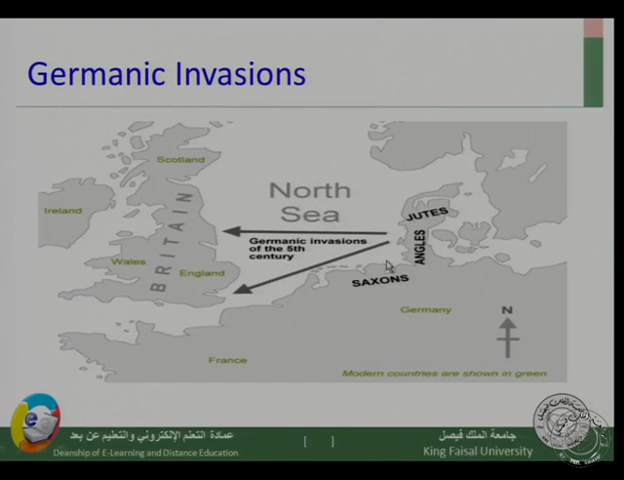 Germanic Invasions
Scotland
North
Sea
Ireland
JUTES
BRITAIN
ANGLES
Germanic invasions
of the 5th
century
Wales
England
SAXONS
Germany
N
France
Modern countries are shown in green
e
عمادة التعلم الإلكتروني والتعليم عن بعد
[ ]
جامعة الملك فيصل
Deanship of E-Learning and Distance Education
King Faisal University